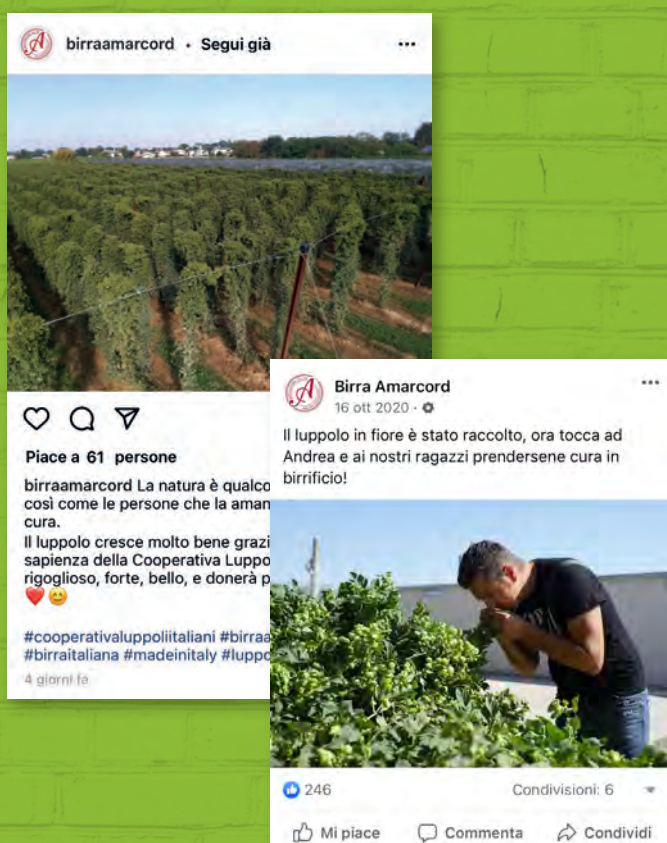 birraamarcord • Segui già
Piace a 61 persone
birraamarcord La natura è qualco
così come le persone che la aman
cura.
Il luppolo cresce molto bene grazi
sapienza della Cooperativa Luppo
rigoglioso, forte, bello, e donerà p
#cooperativaluppoliitaliani #birraa
#birraitaliana #madeinitaly #luppo
4 giorni fa
Birra Amarcord
16 ott 2020 ·
Il luppolo in fiore è stato raccolto, ora tocca ad
Andrea e ai nostri ragazzi prendersene cura in
birrificio!
246
Condivisioni: 6
Mi piace
Commenta
Condividi